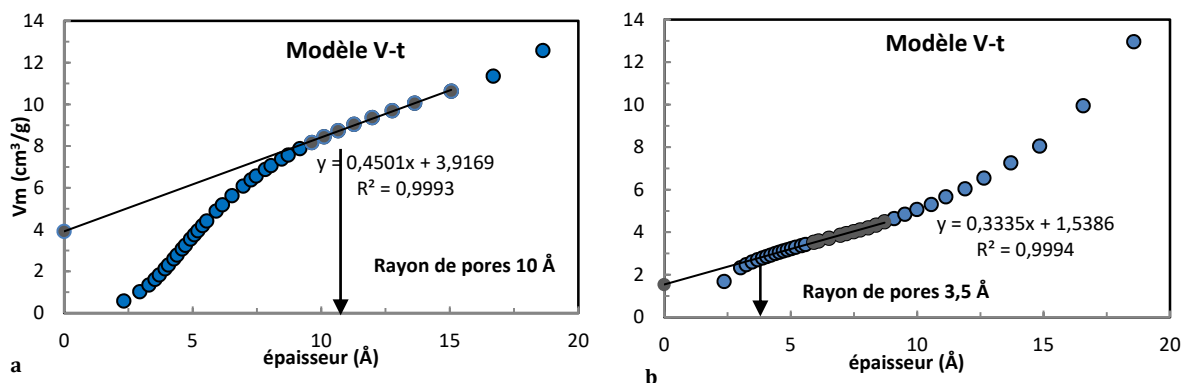 14
12
10
8
6
4
2
0
Vm (cm³/g)
Modèle V-t
y = 0,4501x + 3,9169
R² = 0,9993
Rayon de pores 10 Å
0 5 10 15 20
épaisseur (Å)
a
14
12
10
8
6
4
2
0
Modèle V-t
y = 0,3335x + 1,5386
R² = 0,9994
Rayon de pores 3,5 Å
0 5 10 15 20
épaisseur (Å)
b